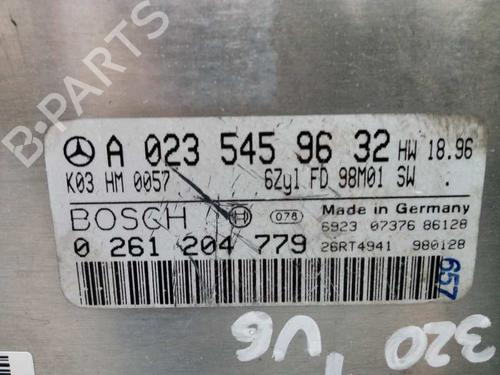 A 023 545 96 32 HW 18.96
K03 HM 0057 6Zyl FD 98M01 SW .
BOSCH 078 Made in Germany
6923 07376 86128
0 261 204 779 26RT4941 980128
657
320 V6
B-PARTS